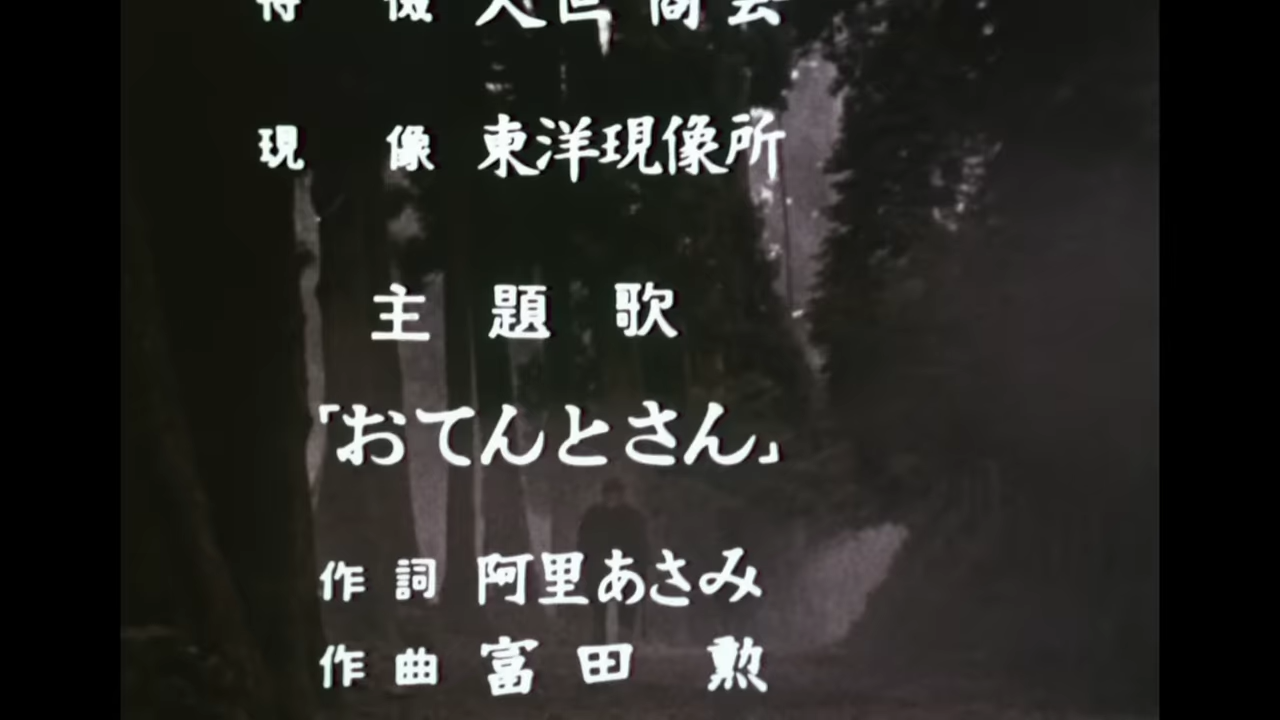 現像 東洋現像所
主題歌
「おてんとさん」
作詞 阿里あさみ
作曲 富田 勲